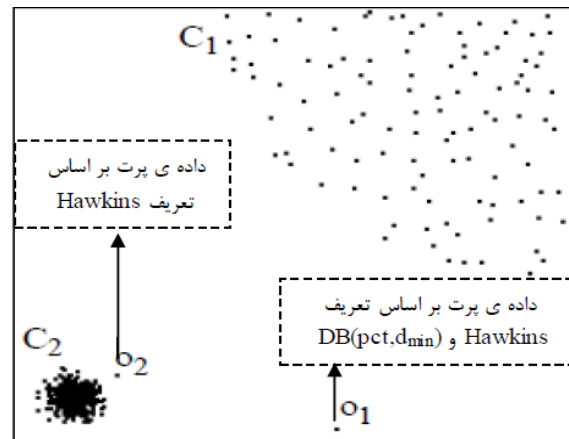 C1
داده ی پرت بر اساس
تعریف Hawkins
داده ی پرت بر اساس تعریف
Hawkins و DB(pct,dmin)
C2
o2
o1